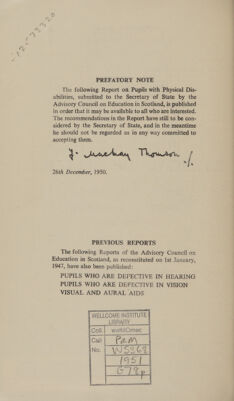 PREFATORY NOTE
The following Report on Pupils with Physical Dis-
abilities, submitted to the Secretary of State by the
Advisory Council on Education in Scotland, is published
in order that it may be available to all who are interested.
The recommendations in the Report have still to be con-
sidered by the Secretary of State, and in the meantime
he should not be regarded as in any way committed to
accepting them.
J. Mackay Thomson
26th December, 1950.
PREVIOUS REPORTS
The following Reports of the Advisory Council on
Education in Scotland, as reconstituted on 1st January,
1947, have also been published:
PUPILS WHO ARE DEFECTIVE IN HEARING
PUPILS WHO ARE DEFECTIVE IN VISION
VISUAL AND AURAL AIDS
WELLCOME INSTITUTE
LIBRARY
Coll. welMOmec
Call PAM
No. WS268
1951
G78p